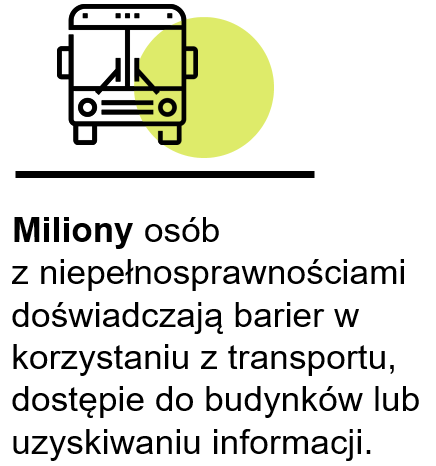 Miliony osób
z niepełnosprawnościami
doświadczają barier w
korzystaniu z transportu,
dostępie do budynków lub
uzyskiwaniu informacji.